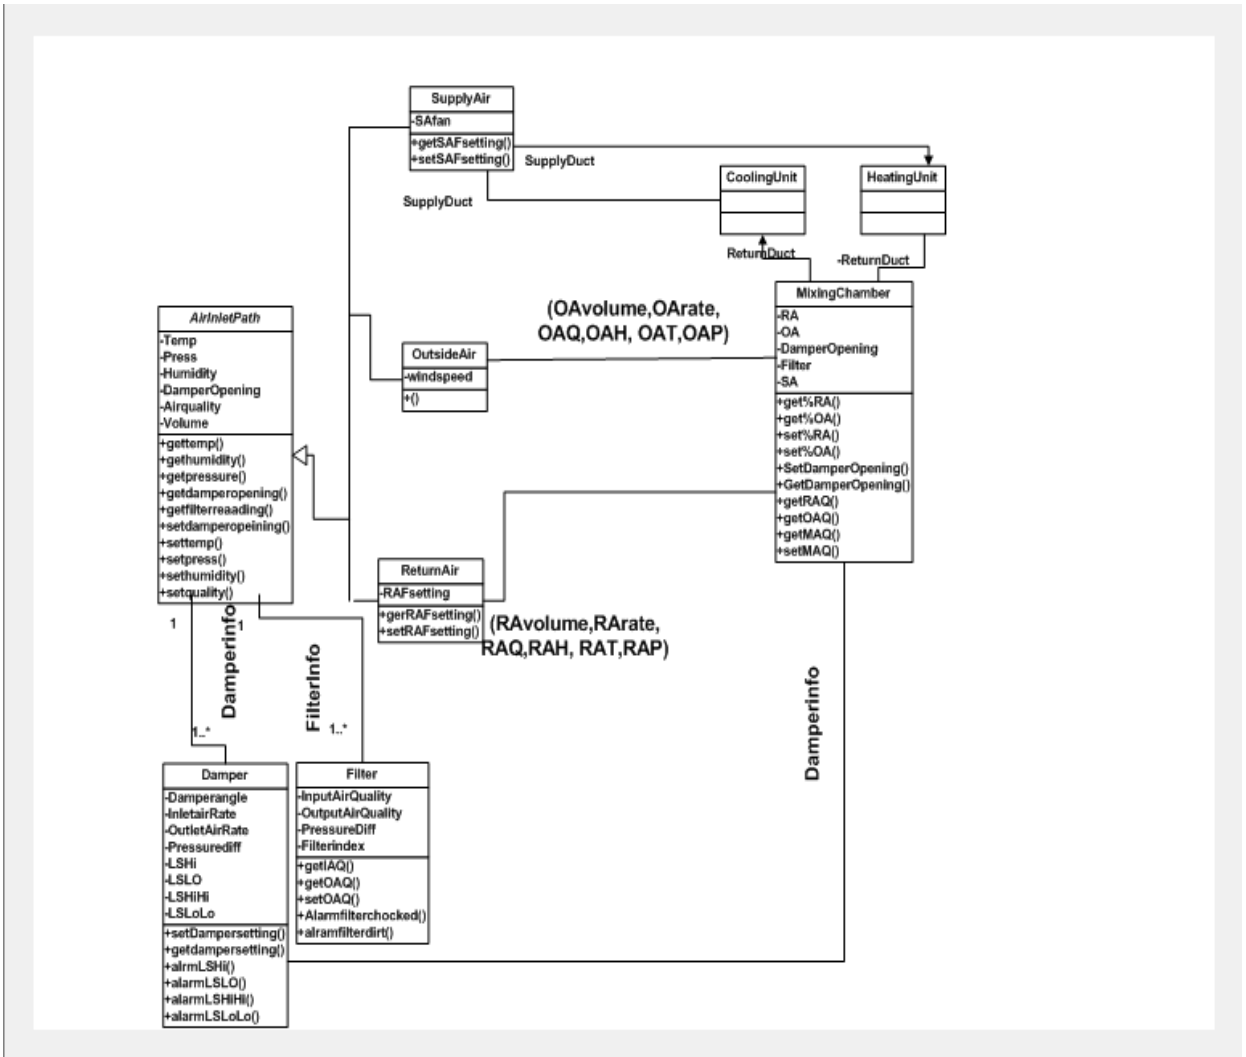 SupplyAir
-SAfan
+getSAFsetting()
+setSAFsetting()
SupplyDuct
SupplyDuct
CoolingUnit
HeatingUnit
ReturnDuct
-ReturnDuct
MixingChamber
-RA
-OA
-DamperOpening
-Filter
-SA
+get%RA()
+get%OA()
+set%RA()
+set%OA()
+SetDamperOpening()
+GetDamperOpening()
+getRAQ()
+getOAQ()
+getMAQ()
+setMAQ()
(OAvolume,OArate,
OAQ,OAH, OAT,OAP)
OutsideAir
-windspeed
+()
AirInletPath
-Temp
-Press
-Humidity
-DamperOpening
-Airquality
-Volume
+gettemp()
+gethumidity()
+getpressure()
+getdamperopening()
+getfilterreaading()
+setdamperopeining()
+settemp()
+setpress()
+sethumidity()
+setquality()
ReturnAir
-RAFsetting
+gerRAFsetting()
+setRAFsetting()
(RAvolume,RArate,
RAQ,RAH, RAT,RAP)
1
Damperinfo
1
FilterInfo
1..*
1..*
Damperinfo
Damper
-Damperangle
-InletairRate
-OutletAirRate
-Pressurediff
-LSHi
-LSLO
-LSHiHi
-LSLoLo
+setDampersetting()
+getdampersetting()
+alrmLSHi()
+alarmLSLO()
+alarmLSHiHi()
+alarmLSLoLo()
Filter
-InputAirQuality
-OutputAirQuality
-PressureDiff
-Filterindex
+getIAQ()
+getOAQ()
+setOAQ()
+Alarmfilterchocked()
+alramfilterdirt()